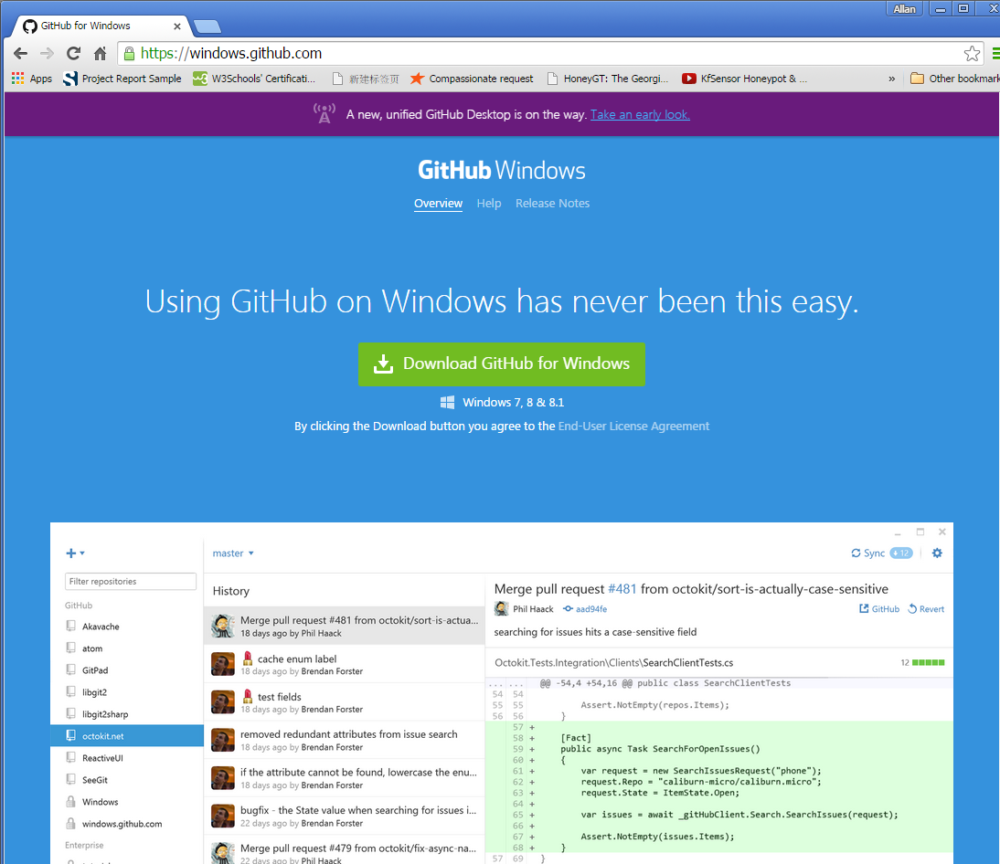 Allan
GitHub for Windows
https://windows.github.com
Apps Project Report Sample W3Schools' Certificati... 新建标签页 Compassionate request HoneyGT: The Georgi... KfSensor Honeypot & ... » Other bookmark
A new, unified GitHub Desktop is on the way. Take an early look.
GitHub Windows
Overview Help Release Notes
Using GitHub on Windows has never been this easy.
Download GitHub for Windows
Windows 7, 8 & 8.1
By clicking the Download button you agree to the End-User License Agreement
master
Sync 12
Filter repositories
GitHub
Akavache
atom
GitPad
libgit2
libgit2sharp
octokit.net
ReactiveUI
SeeGit
Windows
windows.github.com
Enterprise
History
Merge pull request #481 from octokit/sort-is-actua...
18 days ago by Phil Haack
cache enum label
18 days ago by Brendan Forster
test fields
18 days ago by Brendan Forster
removed redundant attributes from issue search
18 days ago by Brendan Forster
if the attribute cannot be found, lowercase the enu...
18 days ago by Brendan Forster
bugfix - the State value when searching for issues i...
22 days ago by Brendan Forster
Merge pull request #479 from octokit/fix-async-na...
22 days ago by Phil Haack
Merge pull request #481 from octokit/sort-is-actually-case-sensitive
Phil Haack aad94fe GitHub Revert
searching for issues hits a case-sensitive field
Octokit.Tests.Integration\Clients\SearchClientTests.cs 12
... ... @@ -54,4 +54,16 @@ public class SearchClientTests
54 54
55 55 Assert.NotEmpty(repos.Items);
56 56 }
57 +
58 + [Fact]
59 + public async Task SearchForOpenIssues()
60 + {
61 + var request = new SearchIssuesRequest("phone");
62 + request.Repo = "caliburn-micro/caliburn.micro";
63 + request.State = ItemState.Open;
64 +
65 + var issues = await _gitHubClient.Search.SearchIssues(request);
66 +
67 + Assert.NotEmpty(issues.Items);
68 + }
57 69 }